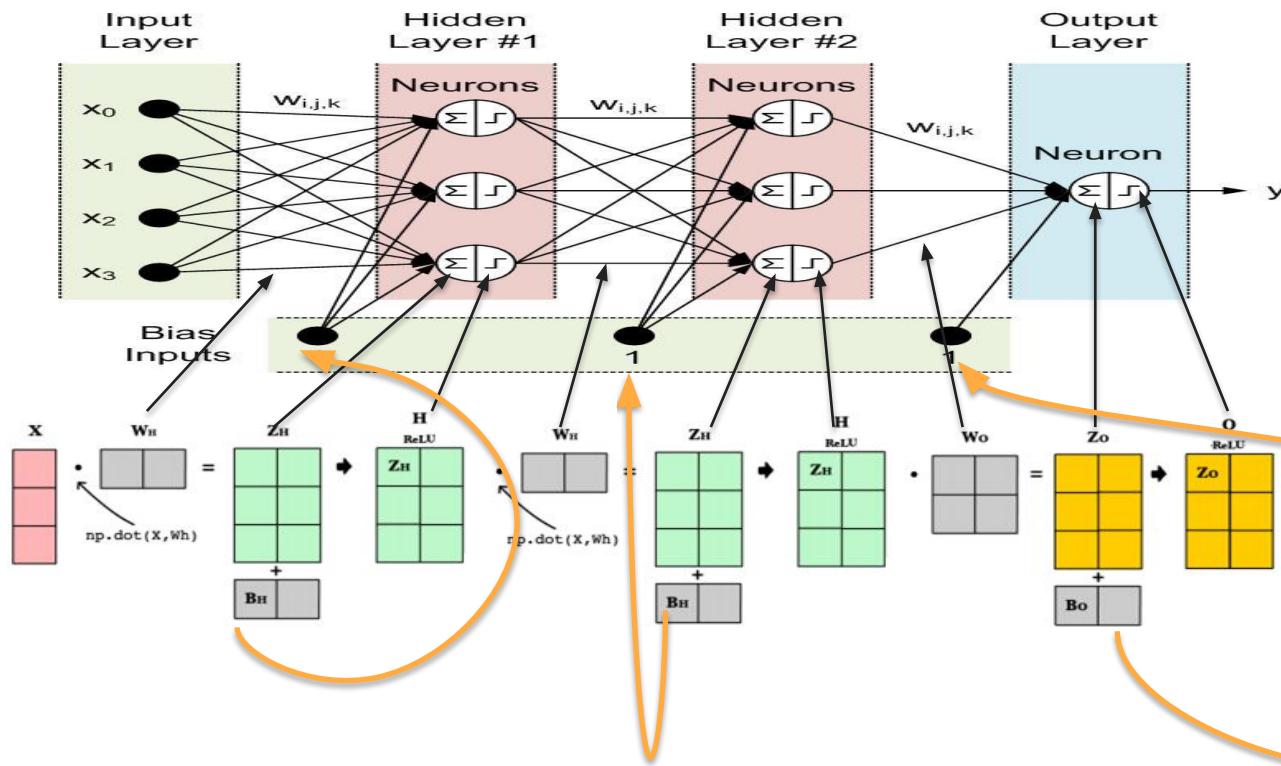 Input Layer
Hidden Layer #1
Hidden Layer #2
Output Layer
Neurons
Neurons
Neuron
Wi,j,k
Wi,j,k
Wi,j,k
x0
x1
x2
x3
Σ
Σ
Σ
Σ
Σ
Σ
Σ
y
Bias Inputs
1
1
X
WH
ZH
H
ReLU
WH
ZH
H
ReLU
WO
ZO
O
ReLU
• = ZH • = ZH • = ZO
np.dot(X,Wh)
np.dot(X,Wh)
+
+
+
BH
BH
BO